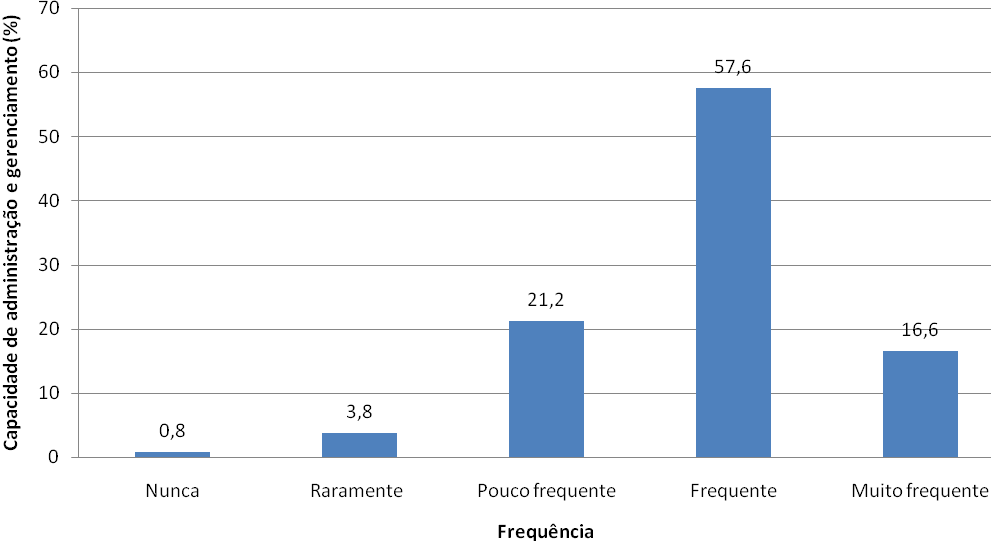 Capacidade de administração e gerenciamento (%)
70
60
50
40
30
20
10
0
0,8
3,8
21,2
57,6
16,6
Nunca
Raramente
Pouco frequente
Frequente
Muito frequente
Frequência